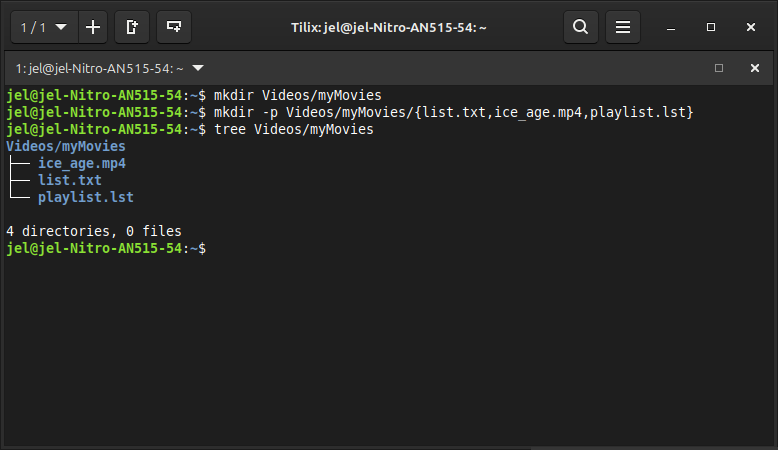 1 / 1
Tilix: jel@jel-Nitro-AN515-54: ~
1: jel@jel-Nitro-AN515-54: ~
jel@jel-Nitro-AN515-54:~$ mkdir Videos/myMovies
jel@jel-Nitro-AN515-54:~$ mkdir -p Videos/myMovies/{list.txt,ice_age.mp4,playlist.lst}
jel@jel-Nitro-AN515-54:~$ tree Videos/myMovies
Videos/myMovies
├── ice_age.mp4
├── list.txt
└── playlist.lst
4 directories, 0 files
jel@jel-Nitro-AN515-54:~$